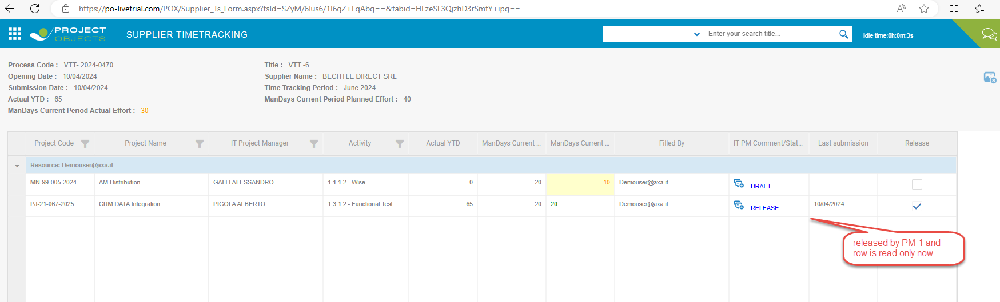 https://po-livetrial.com/POX/Supplier_Ts_Form.aspx?tsId=SZyM/6Ius6/1I6gZ+LqAbg==&tabid=HLzeSF3QjzhD3rSmtY+ipg==
PROJECT
OBJECTS
SUPPLIER TIMETRACKING
Enter your search title...
Idle time:0h:0m:3s
Process Code : VTT- 2024-0470
Title : VTT -6
Opening Date : 10/04/2024
Supplier Name : BECHTLE DIRECT SRL
Submission Date : 10/04/2024
Time Tracking Period : June 2024
Actual YTD : 65
ManDays Current Period Planned Effort : 40
ManDays Current Period Actual Effort : 30
Project Code Project Name IT Project Manager Activity Actual YTD ManDays Current ... ManDays Current ... Filled By IT PM Comment/Stat... Last submission Release
Resource: Demouser@axa.it
MN-99-005-2024 AM Distribution GALLI ALESSANDRO 1.1.1.2 - Wise 0 20 10 Demouser@axa.it DRAFT
PJ-21-067-2025 CRM DATA Integration PIGOLA ALBERTO 1.3.1.2 - Functional Test 65 20 20 Demouser@axa.it RELEASE 10/04/2024
released by PM-1 and
row is read only now